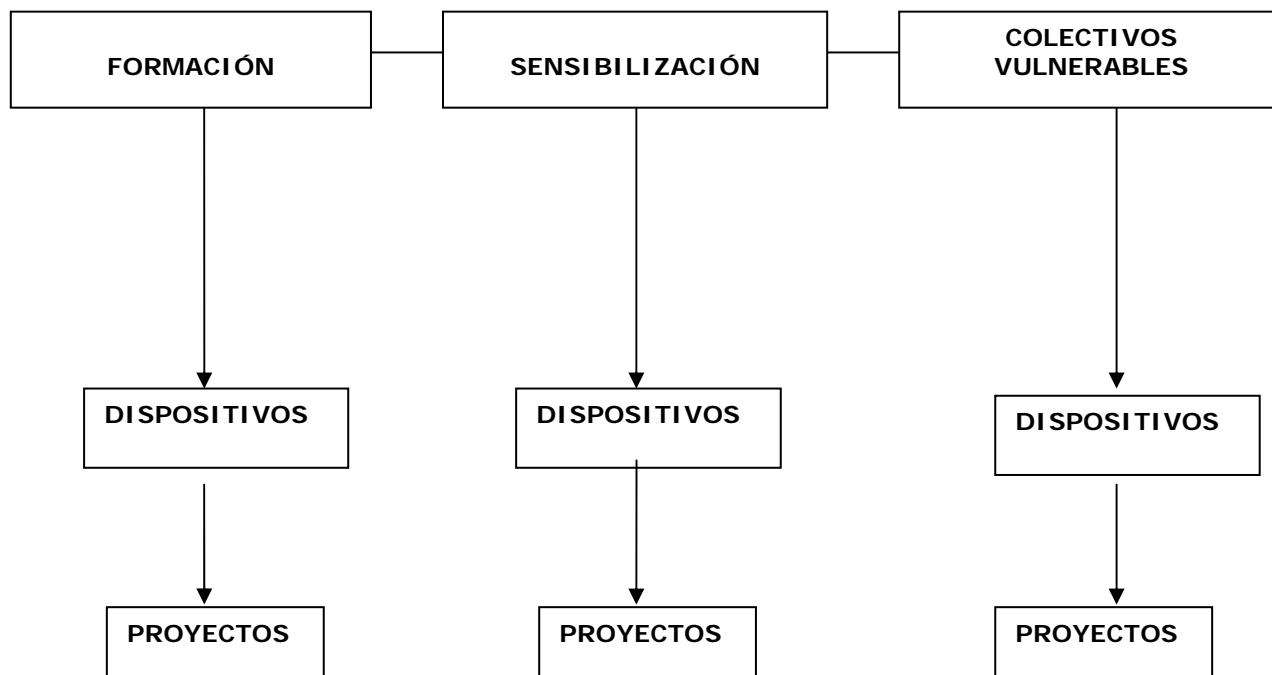 FORMACIÓN
SENSIBILIZACIÓN
COLECTIVOS
VULNERABLES
DISPOSITIVOS
DISPOSITIVOS
DISPOSITIVOS
PROYECTOS
PROYECTOS
PROYECTOS